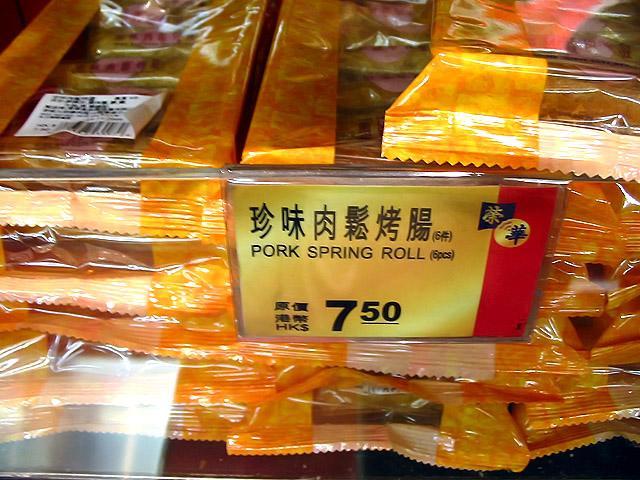 珍味肉鬆烤腸(6件)
PORK SPRING ROLL (6pcs)
榮
華
原價
港幣
HK$ 7 50